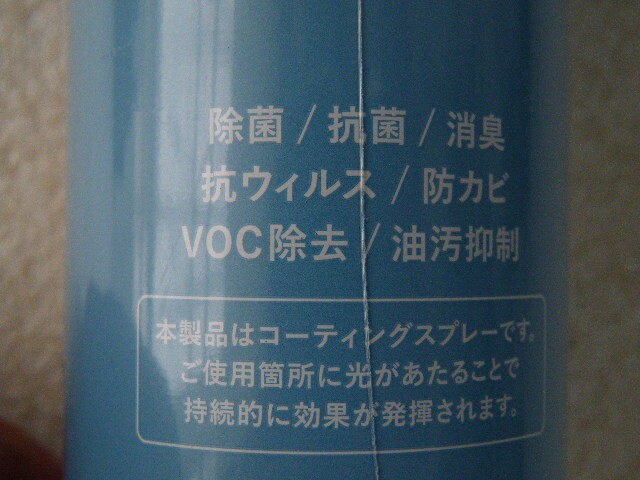 除菌 / 抗菌 / 消臭
抗ウィルス / 防カビ
VOC除去 / 油汚抑制
本製品はコーティングスプレーです。
ご使用箇所に光があたることで
持続的に効果が発揮されます。